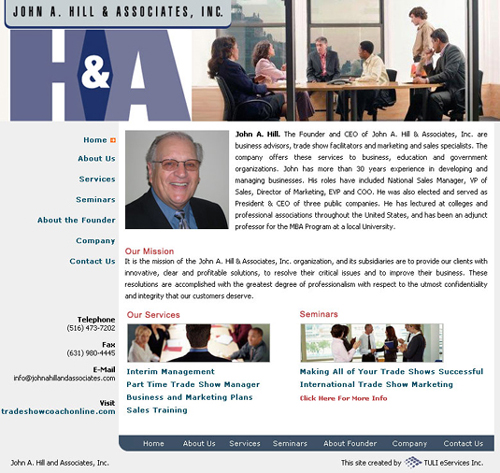 JOHN A. HILL & ASSOCIATES, INC.
H&A
Home
About Us
Services
Seminars
About the Founder
Company
Contact Us
Telephone
(516) 473-7202
Fax
(631) 980-4445
E-Mail
info@johnahillandassociates.com
Visit
tradeshowcoachonline.com
John A. Hill. The Founder and CEO of John A. Hill & Associates, Inc. are
business advisors, trade show facilitators and marketing and sales specialists. The
company offers these services to business, education and government
organizations. John has more than 30 years experience in developing and
managing businesses. His roles have included National Sales Manager, VP of
Sales, Director of Marketing, EVP and COO. He was also elected and served as
President & CEO of three public companies. He has lectured at colleges and
professional associations throughout the United States, and has been an adjunct
professor for the MBA Program at a local University.
Our Mission
It is the mission of the John A. Hill & Associates, Inc. organization, and its subsidiaries are to provide our clients with
innovative, clear and profitable solutions, to resolve their critical issues and to improve their business. These
resolutions are accomplished with the greatest degree of professionalism with respect to the utmost confidentiality
and integrity that our customers deserve.
Our Services
Interim Management
Part Time Trade Show Manager
Business and Marketing Plans
Sales Training
Seminars
Making All of Your Trade Shows Successful
International Trade Show Marketing
Click Here For More Info
Home About Us Services Seminars About Founder Company Contact Us
John A. Hill and Associates, Inc. This site created by TULI eServices Inc.